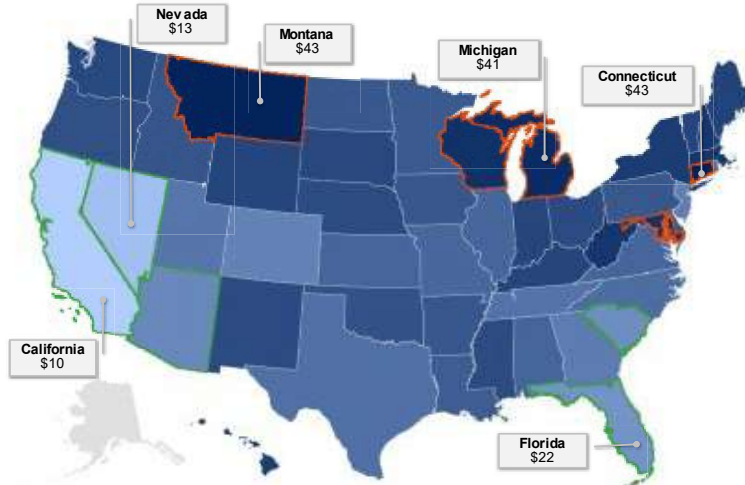 Nevada
$13
Montana
$43
Michigan
$41
Connecticut
$43
California
$10
Florida
$22